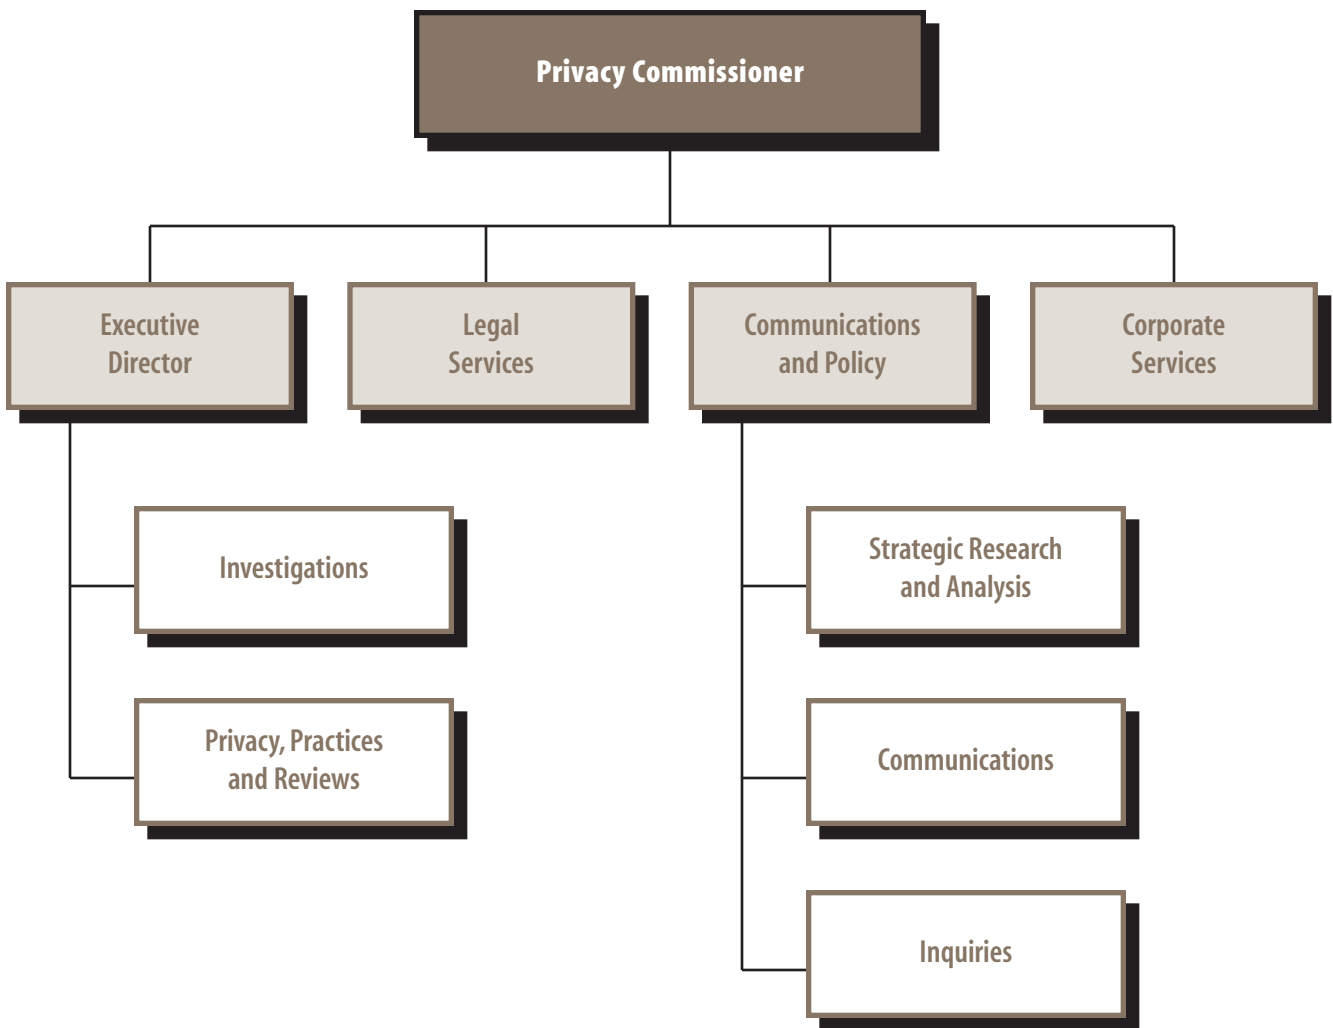 Privacy Commissioner
Executive
Director
Legal
Services
Communications
and Policy
Corporate
Services
Investigations
Privacy, Practices
and Reviews
Strategic Research
and Analysis
Communications
Inquiries